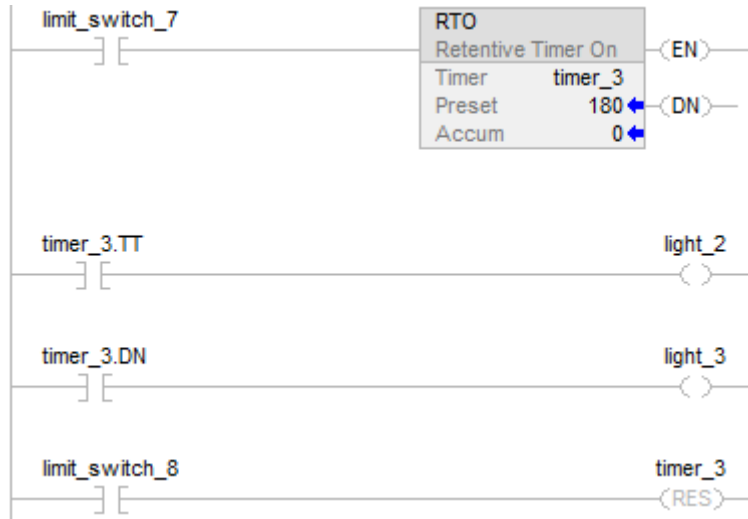 limit_switch_7
RTO
Retentive Timer On
EN
Timer timer_3
Preset 180
DN
Accum 0
timer_3.TT
light_2
timer_3.DN
light_3
limit_switch_8
timer_3
RES